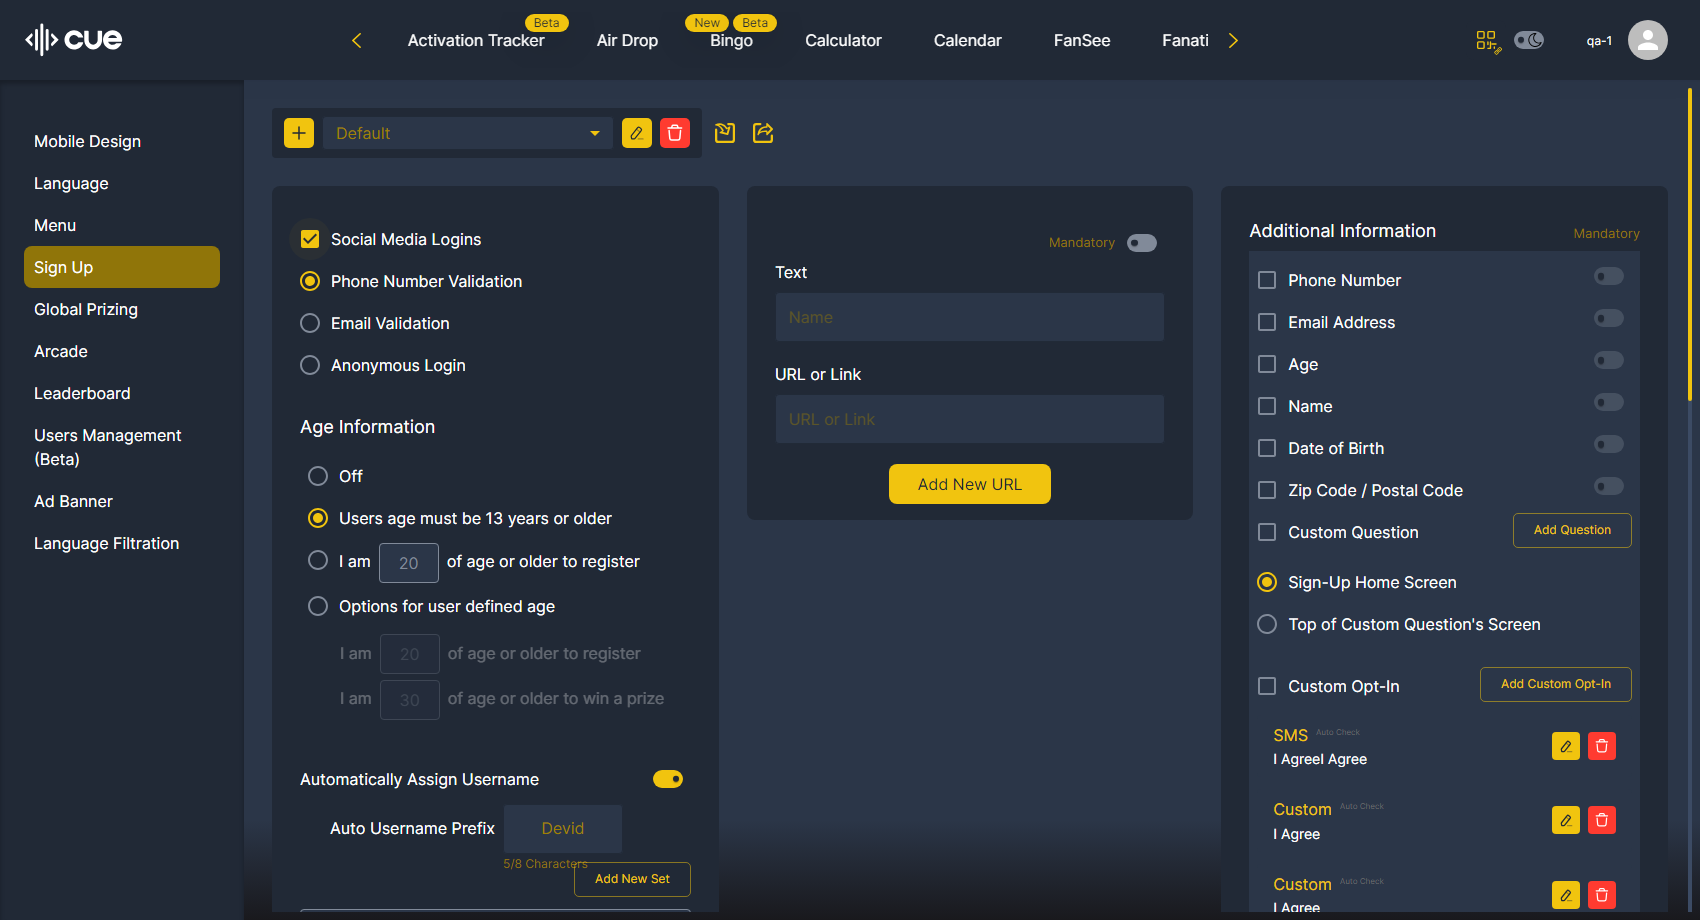 cue
Activation Tracker
Beta
Air Drop
New
Beta
Bingo
Calculator
Calendar
FanSee
Fanati
qa-1
Mobile Design
Language
Menu
Sign Up
Global Prizing
Arcade
Leaderboard
Users Management
(Beta)
Ad Banner
Language Filtration
Default
Social Media Logins
Phone Number Validation
Email Validation
Anonymous Login
Age Information
Off
Users age must be 13 years or older
I am 20 of age or older to register
Options for user defined age
I am 20 of age or older to register
I am 30 of age or older to win a prize
Automatically Assign Username
Auto Username Prefix Devid
5/8 Characters
Add New Set
Mandatory
Text
Name
URL or Link
URL or Link
Add New URL
Additional Information Mandatory
Phone Number
Email Address
Age
Name
Date of Birth
Zip Code / Postal Code
Custom Question Add Question
Sign-Up Home Screen
Top of Custom Question's Screen
Custom Opt-In Add Custom Opt-In
SMS Auto Check
I AgreeI Agree
Custom Auto Check
I Agree
Custom Auto Check
I Agree